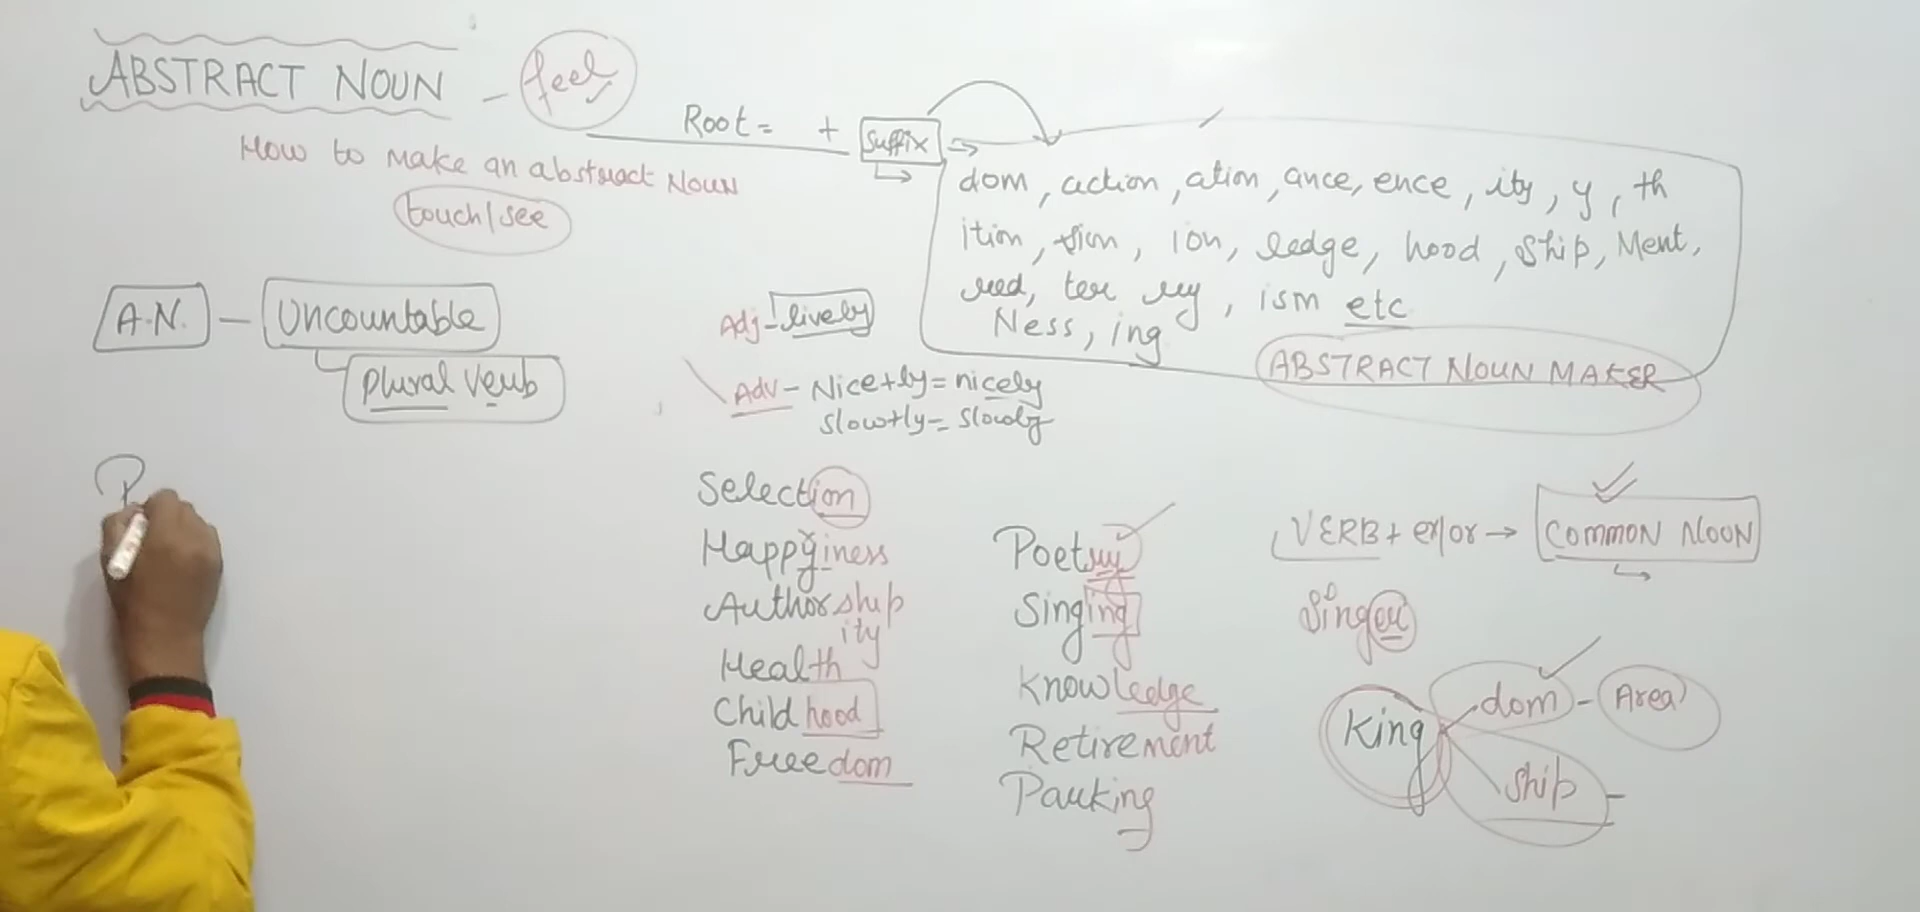 ABSTRACT NOUN - feel
Root = + Suffix →
How to make an abstract Noun
touch/see
dom, action, ation, ance, ence, ity, y, th
ition, sion, ion, ledge, hood, ship, Ment,
red, ter ry, ism etc
Ness, ing
ABSTRACT NOUN MAKER
A.N. - Uncountable
Plural Verb
Adj - lively
Adv - Nice+ly = nicely
Slow+ly = Slowly
P
Selection
Happyiness
Authorship
ity
Health
Childhood
Freedom
Poetry
Singing
Knowledge
Retirement
Parking
VERB + er/or → COMMON NOON
Singer
King
dom - Area
Ship -